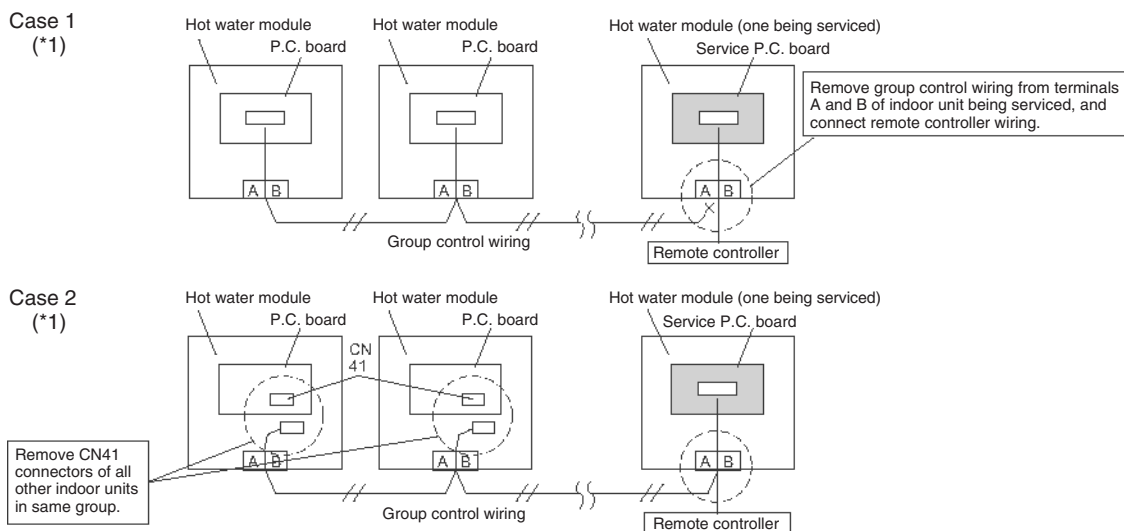 Case 1
(*1)
Hot water module
P.C. board
Hot water module
P.C. board
Hot water module (one being serviced)
Service P.C. board
Remove group control wiring from terminals
A and B of indoor unit being serviced, and
connect remote controller wiring.
A B
A B
A B
Group control wiring
Remote controller
Case 2
(*1)
Hot water module
P.C. board
Hot water module
P.C. board
Hot water module (one being serviced)
Service P.C. board
CN
41
Remove CN41
connectors of all
other indoor units
in same group.
A B
A B
A B
Group control wiring
Remote controller